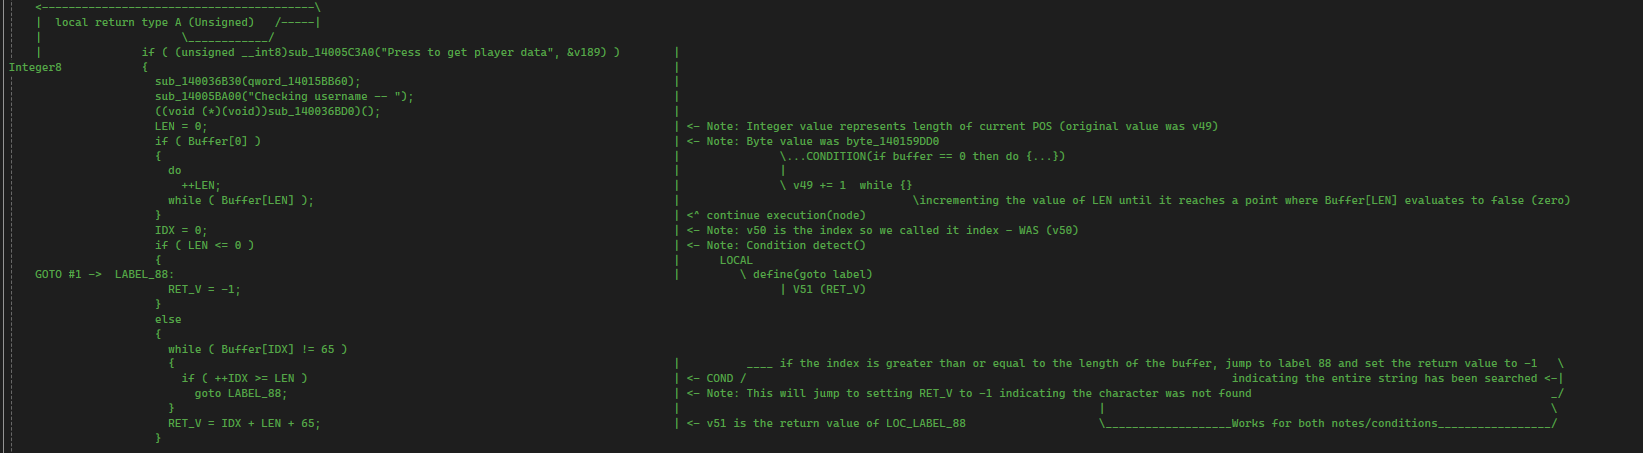 <-----------------------------------------\
|  local return type A (Unsigned)   /-----|
|                     \____________/
|               if ( (unsigned __int8)sub_14005C3A0("Press to get player data", &v189) )        |
Integer8            {                                                                                |
sub_140036B30(qword_14015BB60);                                                |
sub_14005BA00("Checking username -- ");                                        |
((void (*)(void))sub_140036BD0)();                                             |
LEN = 0;                                                                       | <- Note: Integer value represents length of current POS (original value was v49)
if ( Buffer[0] )                                                               | <- Note: Byte value was byte_140159DD0
{                                                                              |               \...CONDITION(if buffer == 0 then do {...})
do                                                                           |               |
++LEN;                                                                     |               \ v49 += 1  while {}
while ( Buffer[LEN] );                                                       |                                   \incrementing the value of LEN until it reaches a point where Buffer[LEN] evaluates to false (zero)
}                                                                              | <^ continue execution(node)
IDX = 0;                                                                       | <- Note: v50 is the index so we called it index - WAS (v50)
if ( LEN <= 0 )                                                                | <- Note: Condition detect()
{                                                                              |      LOCAL
GOTO #1 ->  LABEL_88:                                                                            |         \ define(goto label)
RET_V = -1;                                                                                  | V51 (RET_V)
}
else
{
while ( Buffer[IDX] != 65 )
{                                                                            |          ____ if the index is greater than or equal to the length of the buffer, jump to label 88 and set the return value to -1   \
if ( ++IDX >= LEN )                                                        | <- COND /                                                                          indicating the entire string has been searched <-|
goto LABEL_88;                                                           | <- Note: This will jump to setting RET_V to -1 indicating the character was not found                                              _/
}                                                                            |                                                                |                                                                    \
RET_V = IDX + LEN + 65;                                                      | <- v51 is the return value of LOC_LABEL_88                    \___________________Works for both notes/conditions_________________/
}